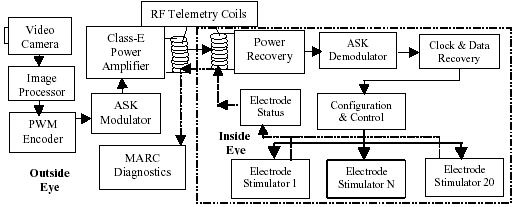 RF Telemetry Coils
Video
Camera
Class-E
Power
Amplifier
Power
Recovery
ASK
Demodulator
Clock & Data
Recovery
Image
Processor
ASK
Modulator
Electrode
Status
Configuration
& Control
PWM
Encoder
Inside
Eye
MARC
Diagnostics
Outside
Eye
Electrode
Stimulator 1
Electrode
Stimulator N
Electrode
Stimulator 20